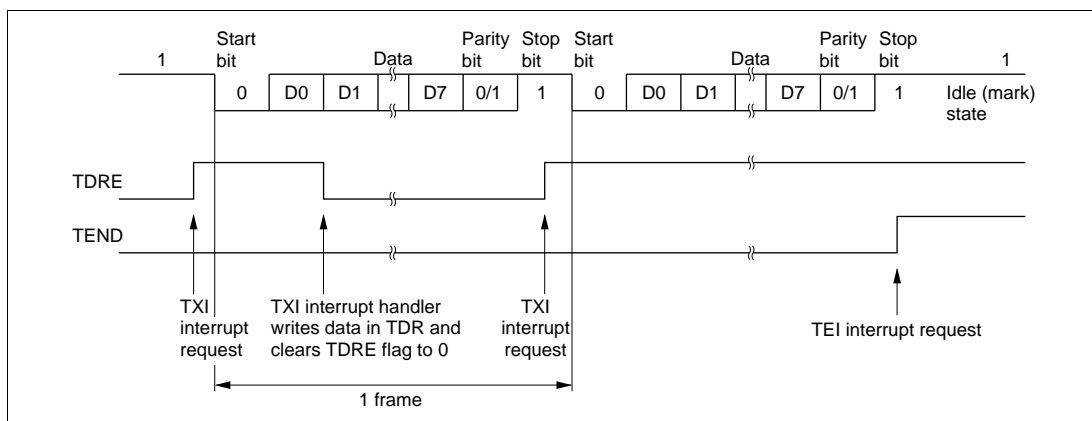 1
Start bit
Data
Parity bit
Stop bit
Start bit
Data
Parity bit
Stop bit
1
0
D0
D1
D7
0/1
1
0
D0
D1
D7
0/1
1
Idle (mark)
state
TDRE
TEND
TXI
interrupt
request
TXI interrupt handler
writes data in TDR and
clears TDRE flag to 0
TXI
interrupt
request
TEI interrupt request
1 frame